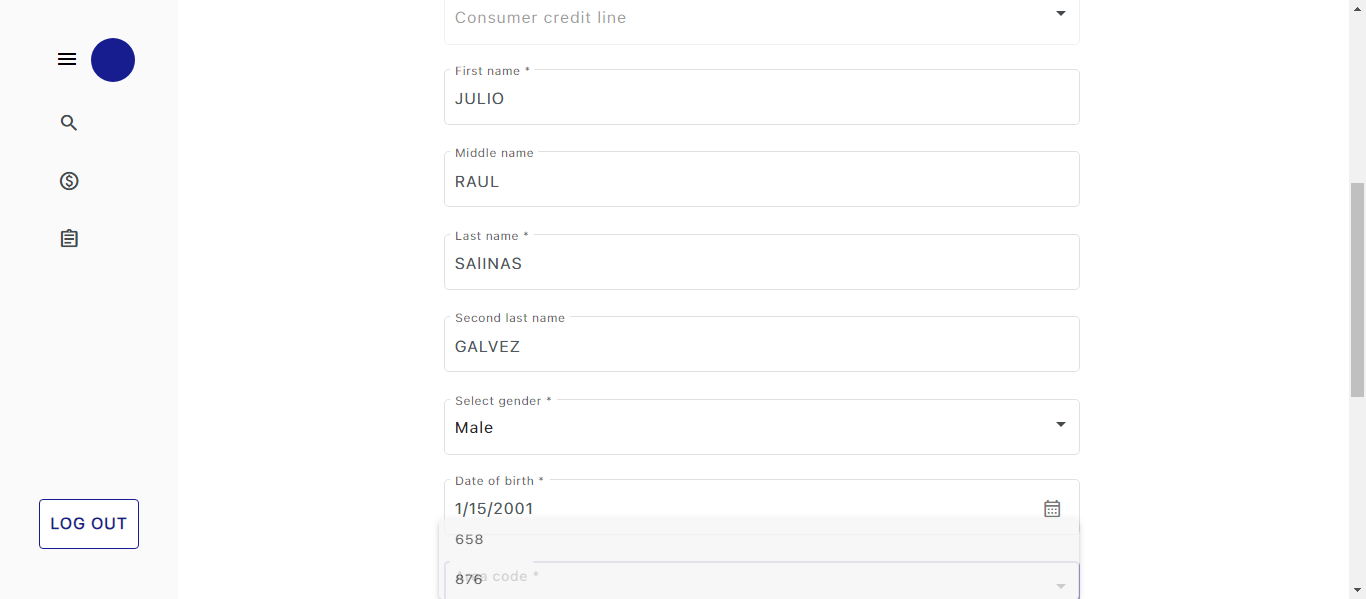 Consumer credit line
First name *
JULIO
Middle name
RAUL
Last name *
SAlINAS
Second last name
GALVEZ
Select gender *
Male
Date of birth *
1/15/2001
658
Area code *
876
LOG OUT